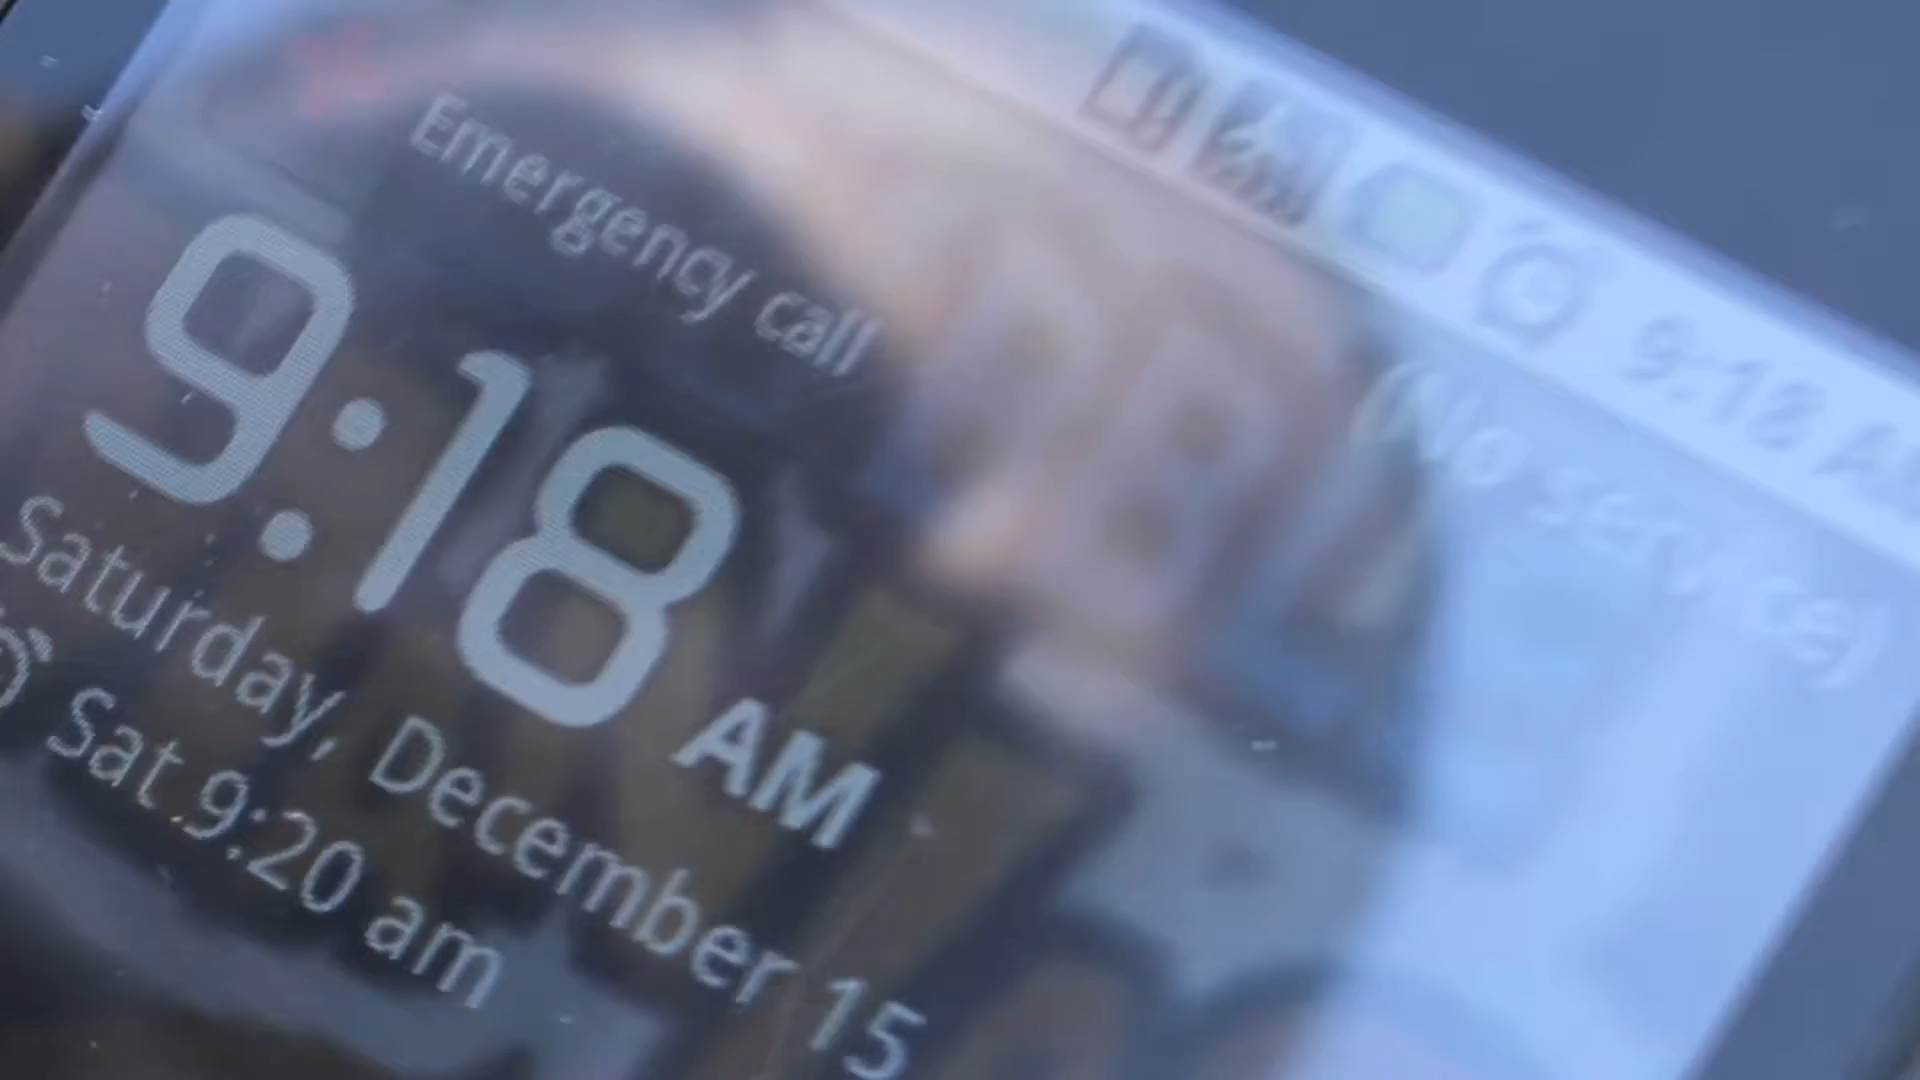 9:18 AM
(No service)
Emergency call
9:18 AM
Saturday, December 15
Sat 9:20 am